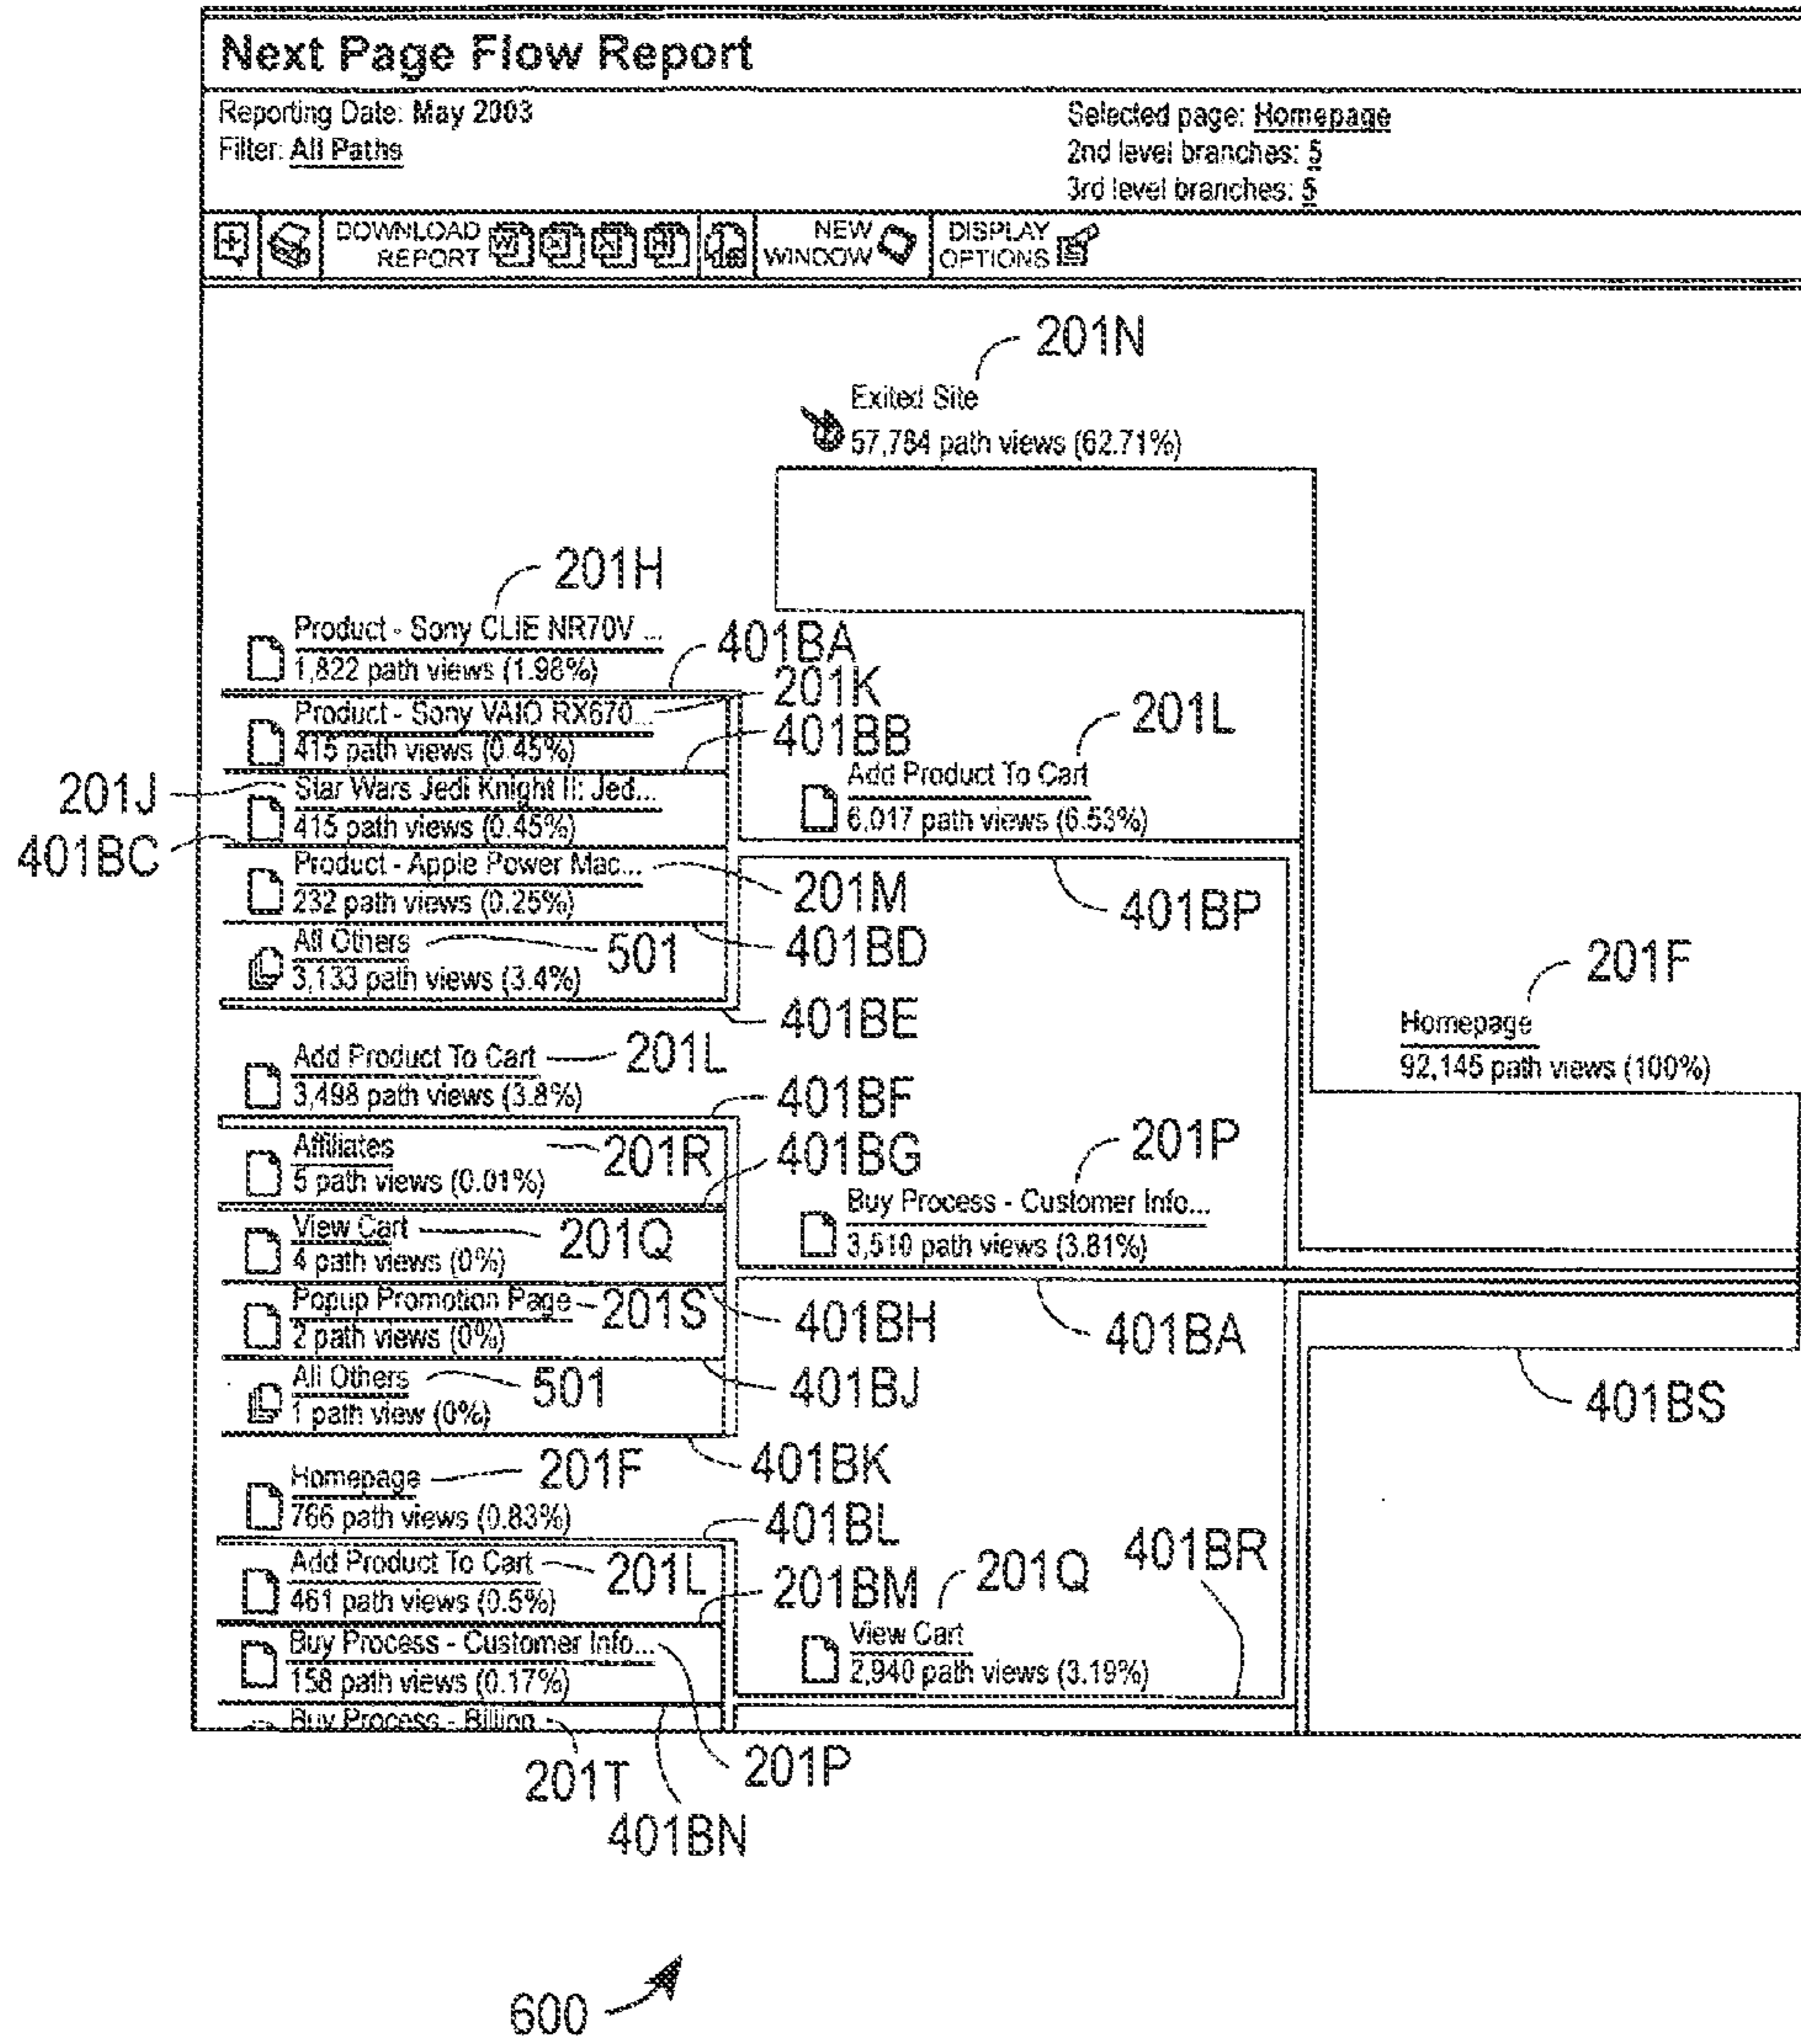 Next Page Flow Report
Reporting Date: May 2003
Filter: All Paths
Selected page: Homepage
2nd level branches: 5
3rd level branches: 5
DOWNLOAD REPORT
NEW WINDOW
DISPLAY OPTIONS
201N
Exited Site
57,784 path views (62.71%)
201H
Product - Sony CLIE NR70V ...
1,822 path views (1.98%)
401BA
201K
Product - Sony VAIO RX670...
415 path views (0.45%)
401BB
201L
Add Product To Cart
6,017 path views (6.53%)
201J
Star Wars Jedi Knight II: Jed...
415 path views (0.45%)
401BC
Product - Apple Power Mac...
232 path views (0.25%)
201M
401BP
401BD
All Others
3,133 path views (3.4%)
501
401BE
201F
Homepage
92,145 path views (100%)
Add Product To Cart
3,498 path views (3.8%)
201L
401BF
Affiliates
5 path views (0.01%)
201R
401BG
201P
Buy Process - Customer Info...
3,510 path views (3.81%)
View Cart
4 path views (0%)
201Q
Popup Promotion Page
2 path views (0%)
201S
401BH
401BA
All Others
1 path view (0%)
501
401BJ
401BS
401BK
Homepage
766 path views (0.83%)
201F
401BL
Add Product To Cart
461 path views (0.5%)
201L
201BM
201Q
401BR
View Cart
2,940 path views (3.19%)
Buy Process - Customer Info...
158 path views (0.17%)
Buy Process - Billing
201T
201P
401BN
600